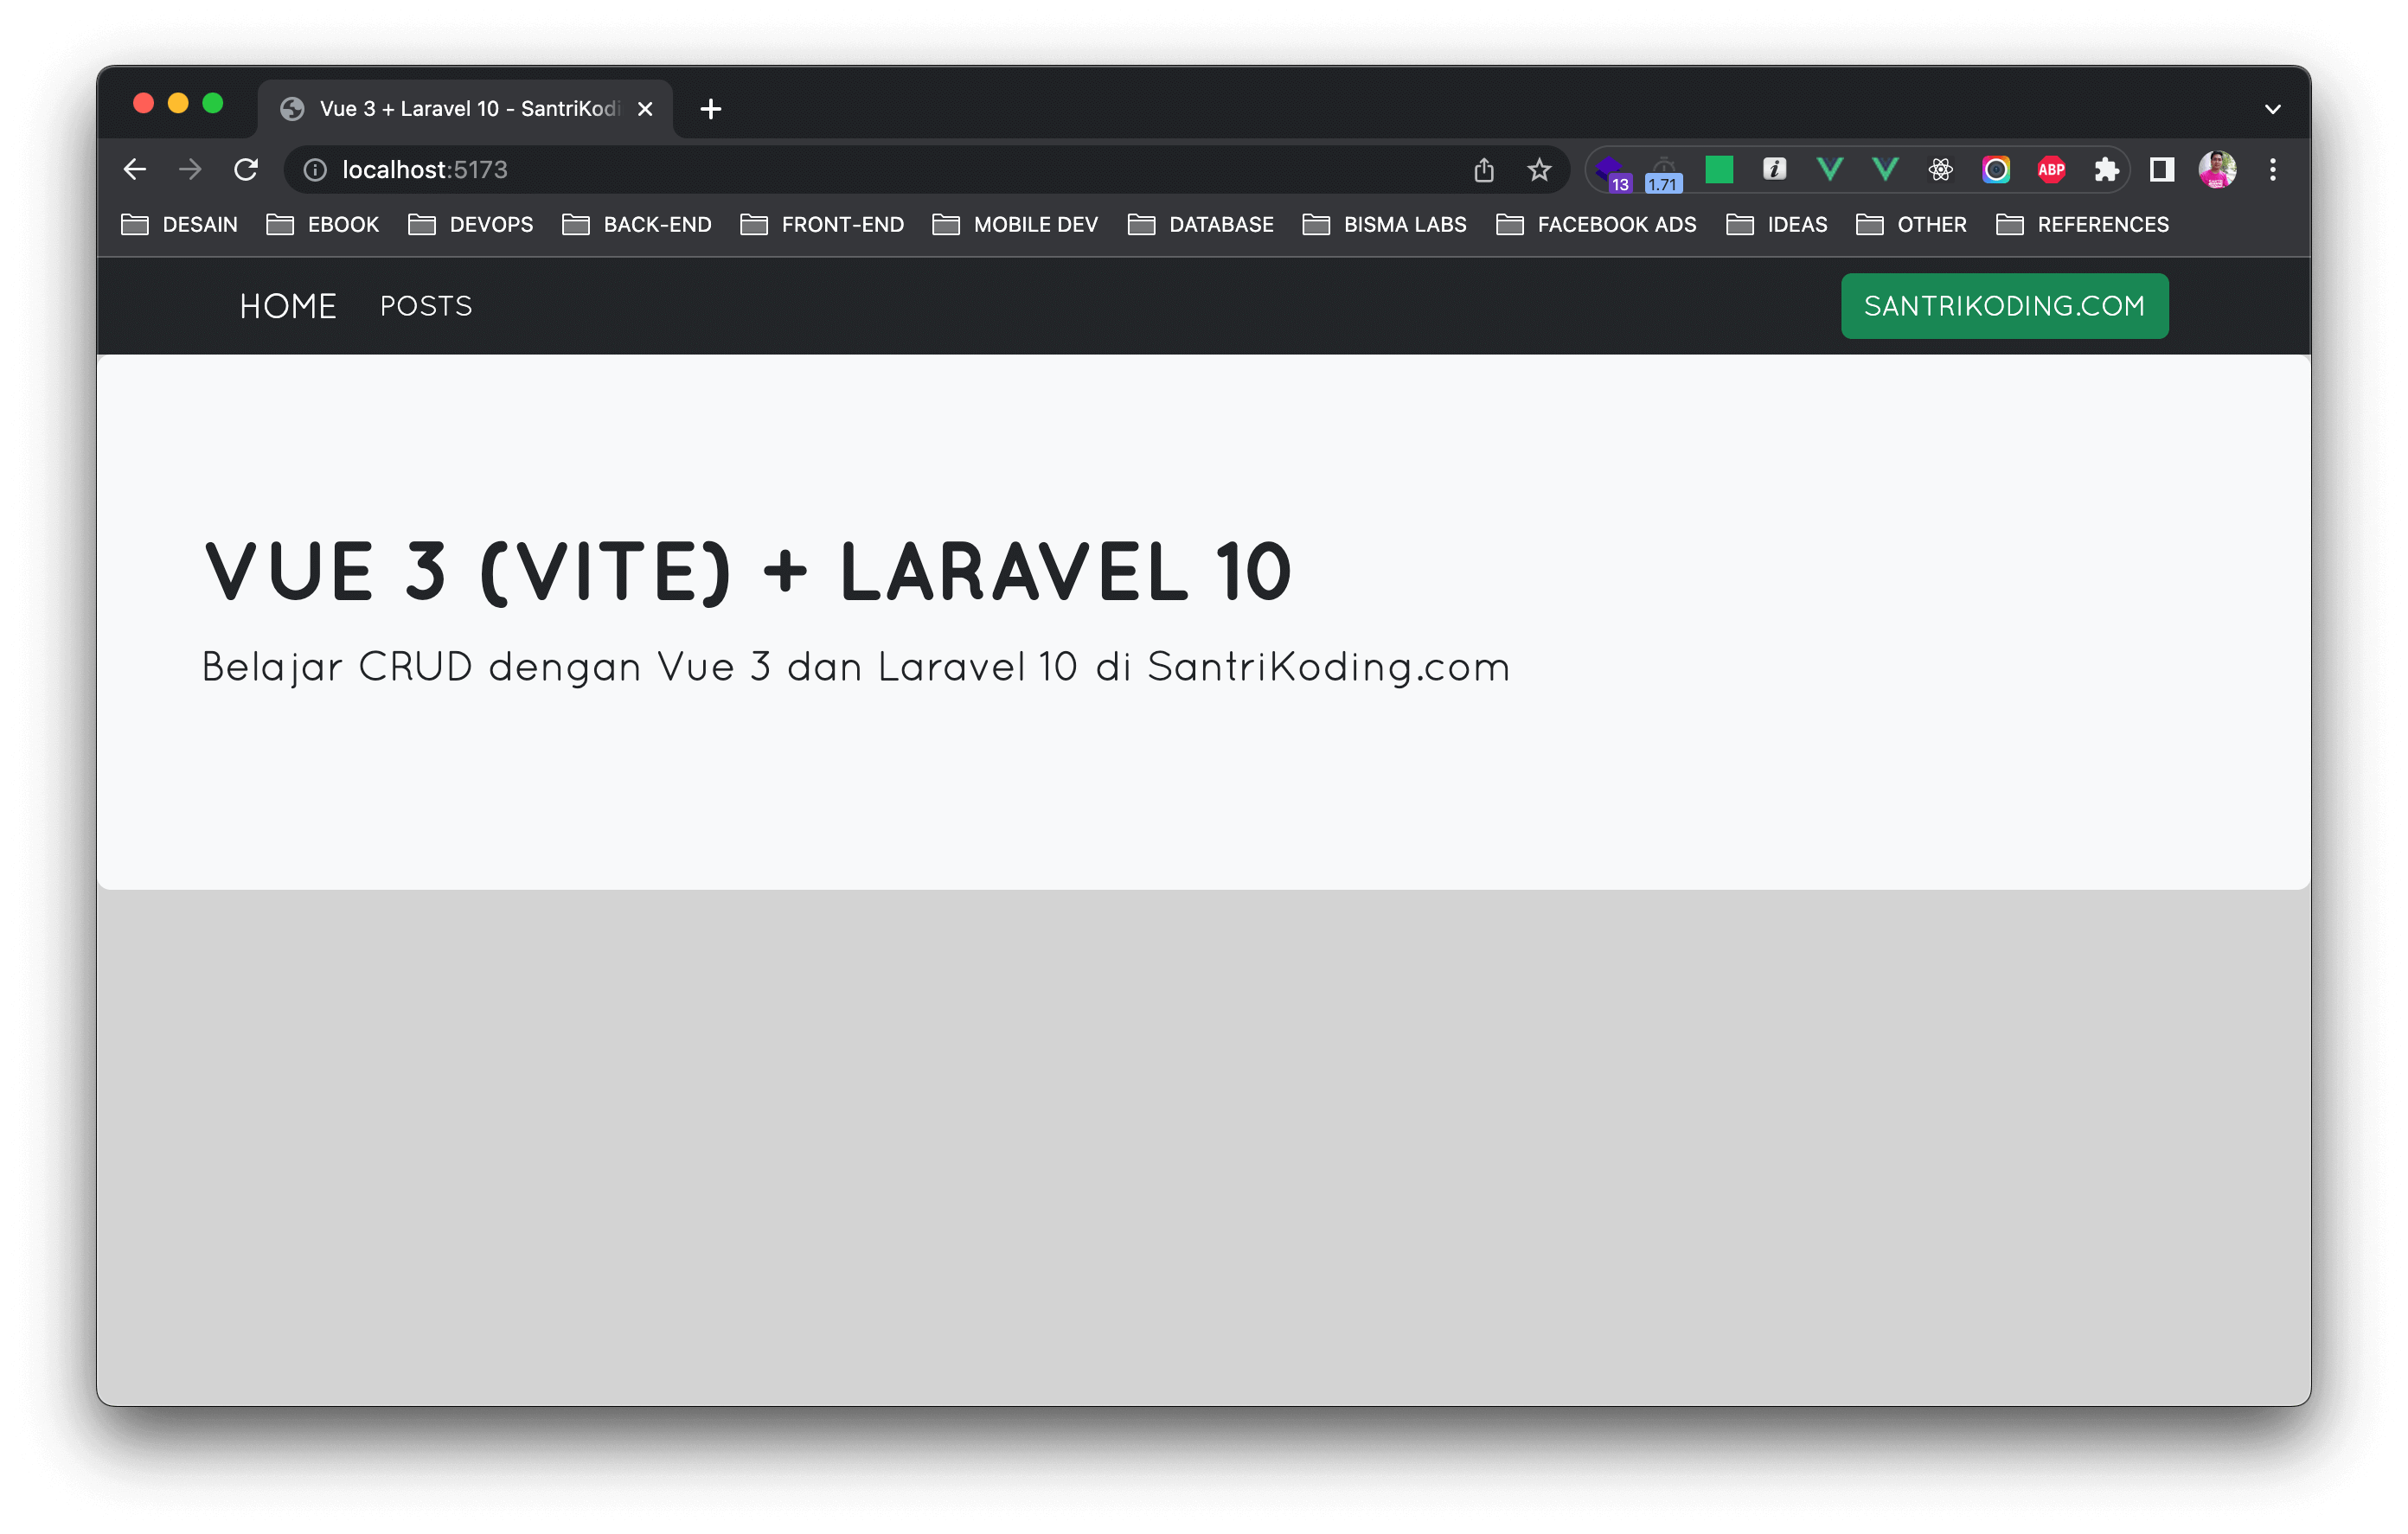 Vue 3 + Laravel 10 - SantriKodi
localhost:5173
13
1.71
ABP
DESAIN EBOOK DEVOPS BACK-END FRONT-END MOBILE DEV DATABASE BISMA LABS FACEBOOK ADS IDEAS OTHER REFERENCES
HOME POSTS SANTRIKODING.COM
VUE 3 (VITE) + LARAVEL 10
Belajar CRUD dengan Vue 3 dan Laravel 10 di SantriKoding.com